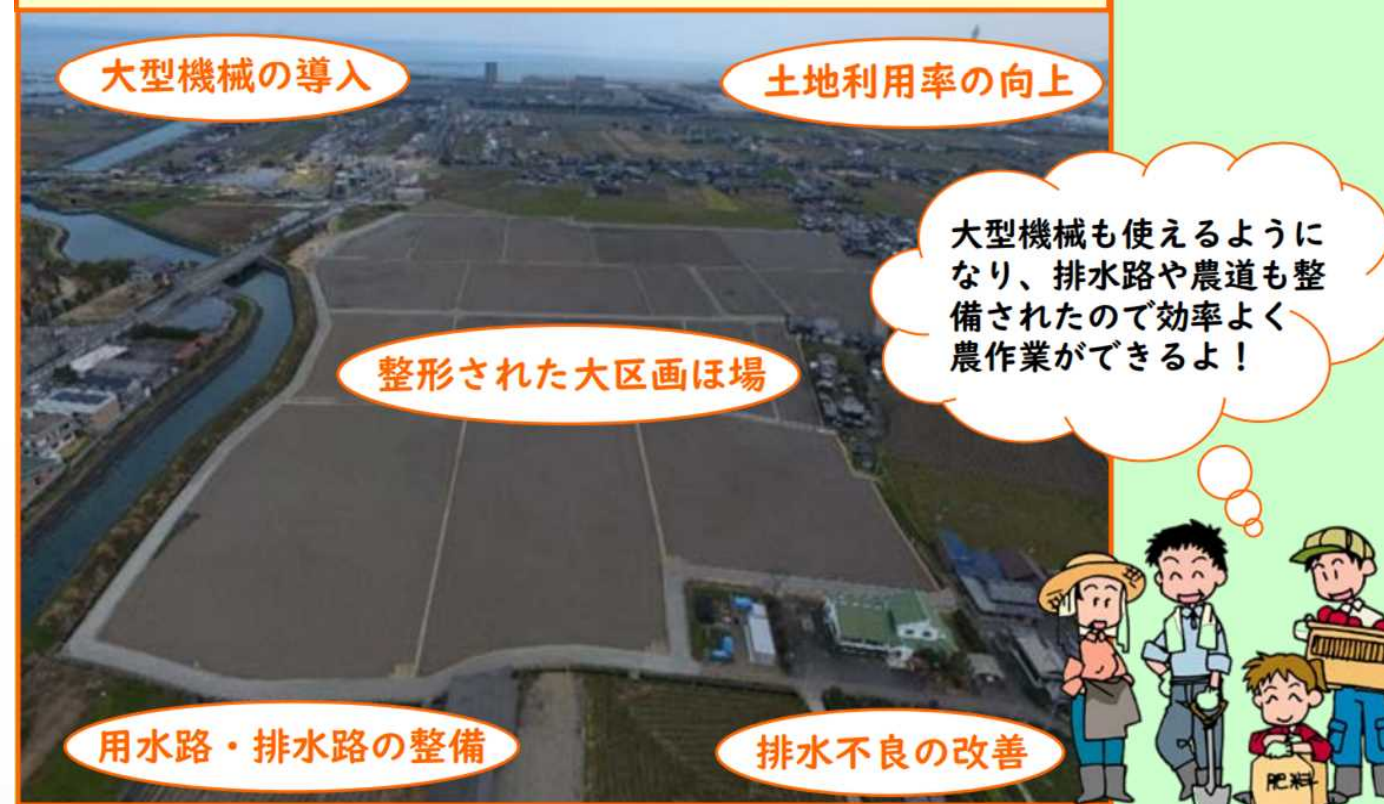 大型機械の導入
土地利用率の向上
大型機械も使えるように
なり、排水路や農道も整
備されたので効率よく
農作業ができるよ！
整形された大区画ほ場
用水路・排水路の整備
排水不良の改善
肥料